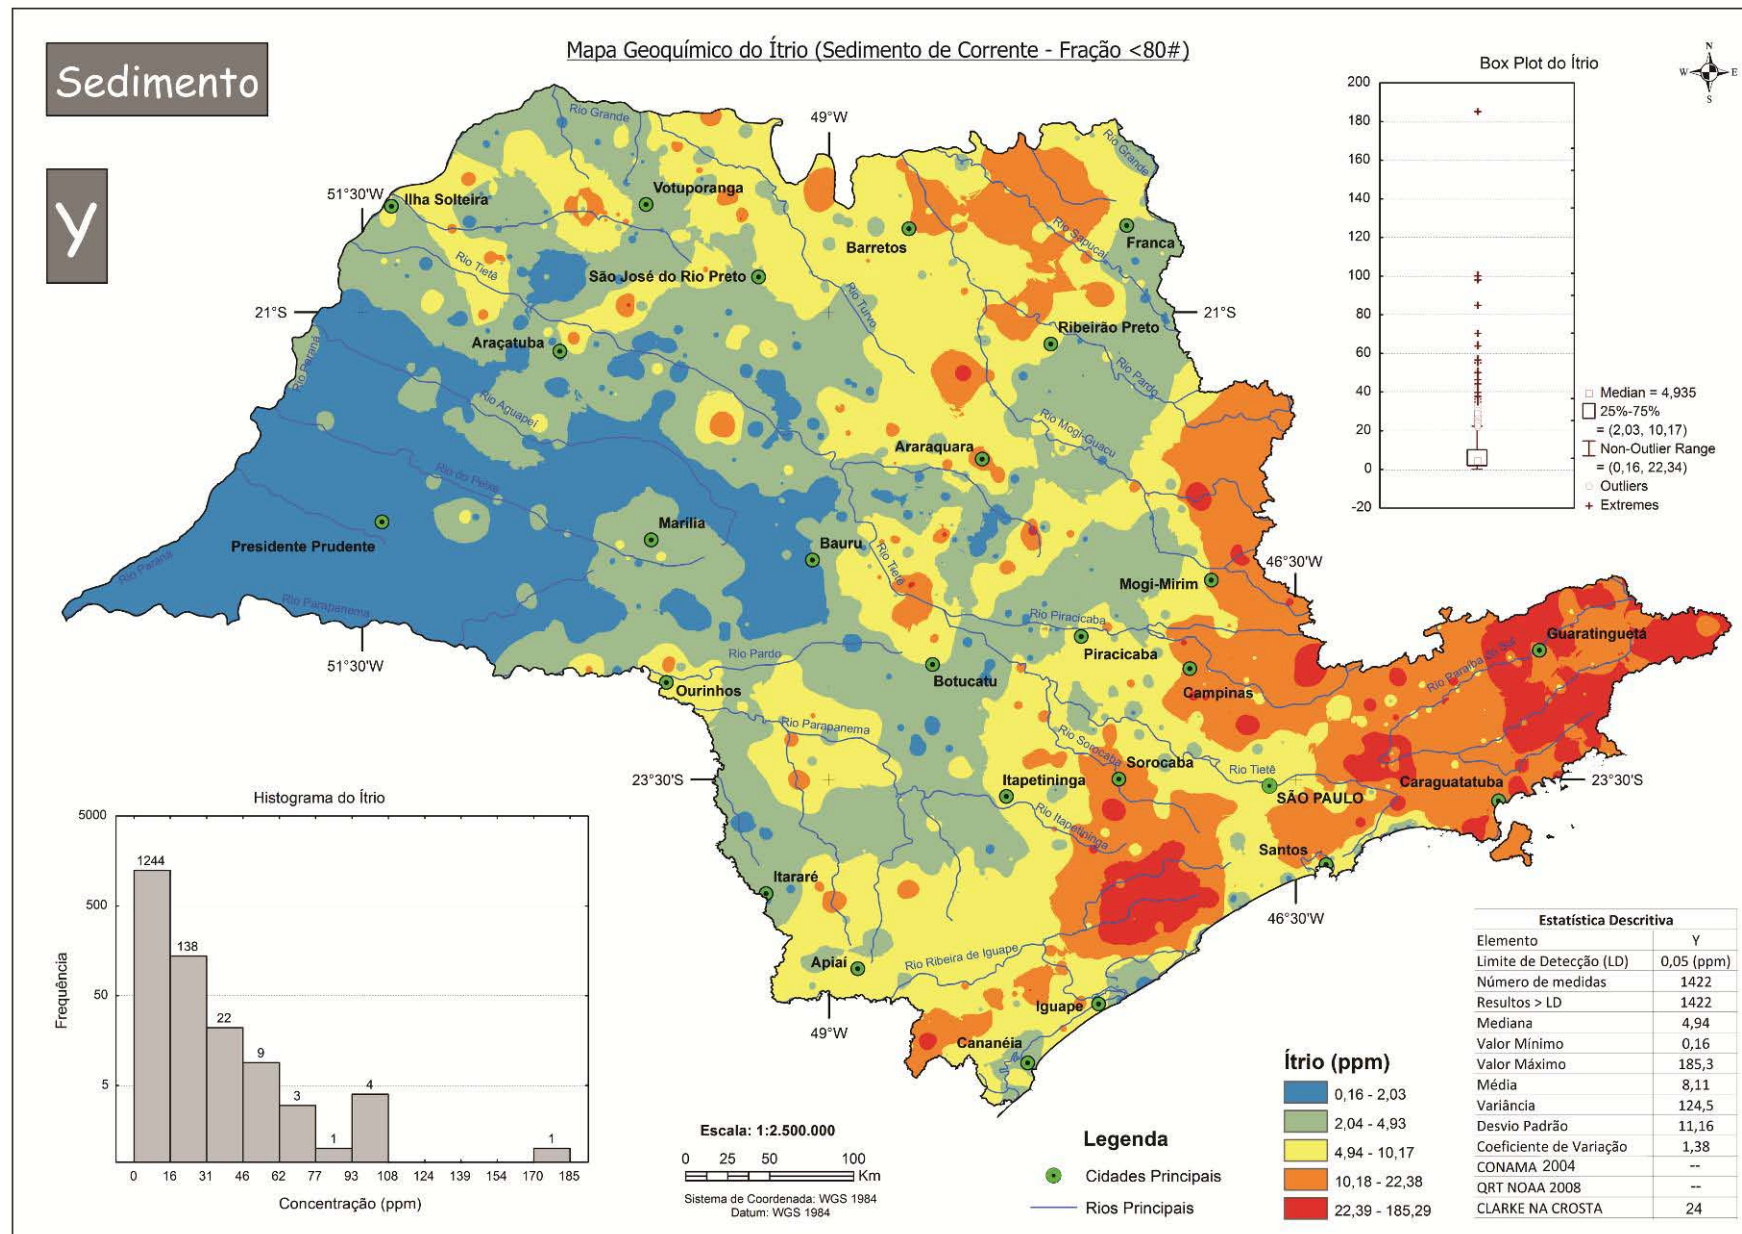 Mapa Geoquímico do Ítrio (Sedimento de Corrente - Fração <80#)
Sedimento
Y
Box Plot do Ítrio
N
W E
S
200
180
160
140
120
100
80
60
40
20
0
-20
Median = 4,935
25%-75%
= (2,03, 10,17)
Non-Outlier Range
= (0,16, 22,34)
Outliers
Extremes
49°W
51°30'W
21°S
21°S
46°30'W
51°30'W
23°30'S
23°30'S
46°30'W
49°W
Rio Grande
Rio Grande
Ilha Solteira
Votuporanga
Barretos
Rio Sapucaí
Franca
Rio Tietê
São José do Rio Preto
Rio Turvo
Ribeirão Preto
Araçatuba
Rio Paraná
Rio Pardo
Rio Aguapeí
Rio Mogi-Guacu
Araraquara
Rio do Peixe
Marília
Presidente Prudente
Bauru
Rio Tietê
Mogi-Mirim
Rio Paraná
Rio Parapanema
Rio Piracicaba
Guaratinguetá
Rio Pardo
Piracicaba
Rio Paraíba do Sul
Botucatu
Campinas
Ourinhos
Rio Parapanema
Rio Sorocaba
Sorocaba
Itapetininga
Rio Tietê
Caraguatatuba
SÃO PAULO
Rio Itapetininga
Santos
Itararé
Apiaí
Rio Ribeira de Iguape
Iguape
Cananéia
Histograma do Ítrio
5000
500
50
5
Frequência
1244
138
22
9
3
1
4
1
0 16 31 46 62 77 93 108 124 139 154 170 185
Concentração (ppm)
Escala: 1:2.500.000
0 25 50 100
Km
Sistema de Coordenada: WGS 1984
Datum: WGS 1984
Legenda
Cidades Principais
Rios Principais
Ítrio (ppm)
0,16 - 2,03
2,04 - 4,93
4,94 - 10,17
10,18 - 22,38
22,39 - 185,29
Estatística Descritiva
Elemento Y
Limite de Detecção (LD) 0,05 (ppm)
Número de medidas 1422
Resultos > LD 1422
Mediana 4,94
Valor Mínimo 0,16
Valor Máximo 185,3
Média 8,11
Variância 124,5
Desvio Padrão 11,16
Coeficiente de Variação 1,38
CONAMA 2004 --
QRT NOAA 2008 --
CLARKE NA CROSTA 24